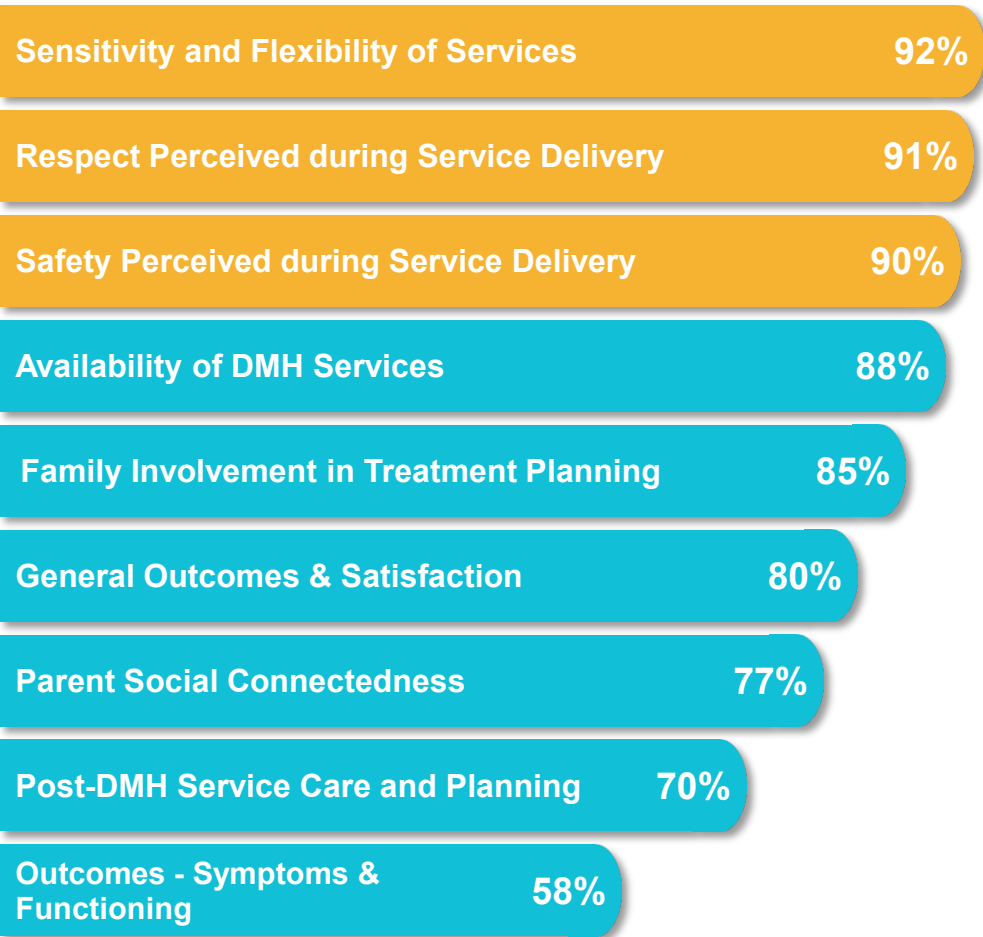 Sensitivity and Flexibility of Services 92%
Respect Perceived during Service Delivery 91%
Safety Perceived during Service Delivery 90%
Availability of DMH Services 88%
Family Involvement in Treatment Planning 85%
General Outcomes & Satisfaction 80%
Parent Social Connectedness 77%
Post-DMH Service Care and Planning 70%
Outcomes - Symptoms &
Functioning 58%